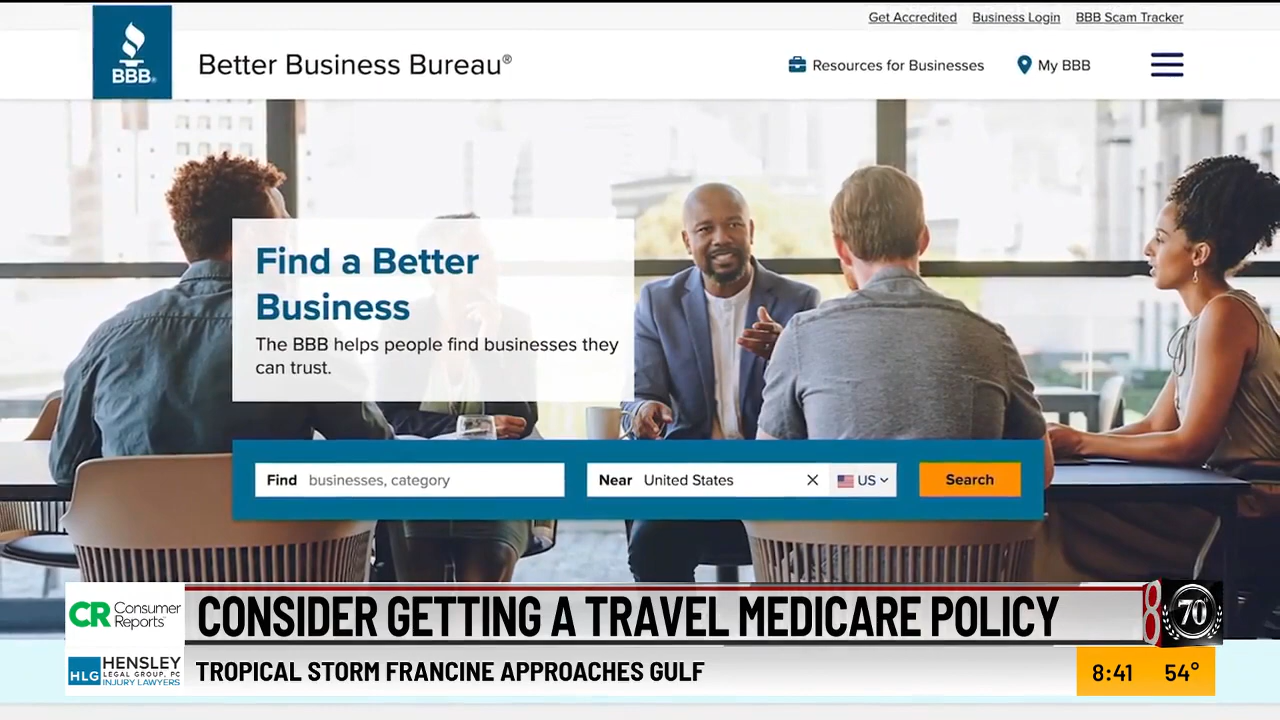 Get Accredited Business Login BBB Scam Tracker
BBB®
Better Business Bureau®
Resources for Businesses My BBB
Find a Better
Business
The BBB helps people find businesses they
can trust.
Find businesses, category
Near United States × US
Search
CR Consumer Reports
CONSIDER GETTING A TRAVEL MEDICARE POLICY
8 70
HLG HENSLEY
LEGAL GROUP, PC
INJURY LAWYERS
TROPICAL STORM FRANCINE APPROACHES GULF
8:41 54°